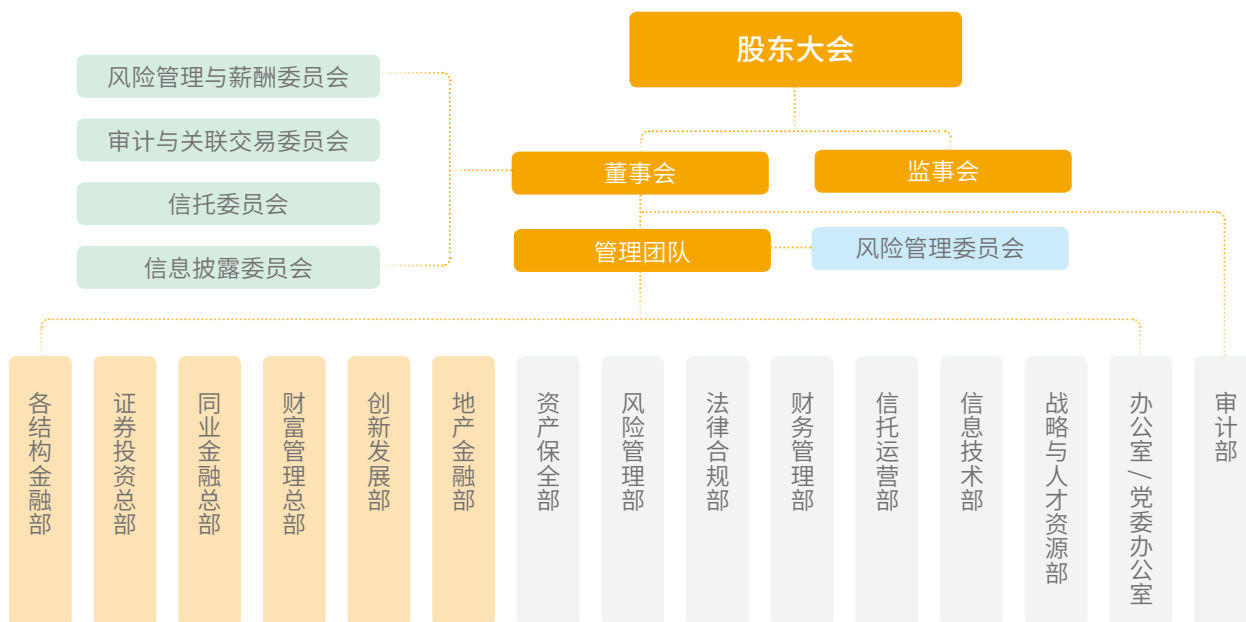 股东大会
风险管理与薪酬委员会
审计与关联交易委员会
信托委员会
信息披露委员会
董事会
监事会
管理团队
风险管理委员会
各结构金融部
证券投资总部
同业金融总部
财富管理总部
创新发展部
地产金融部
资产保全部
风险管理部
法律合规部
财务管理部
信托运营部
信息技术部
战略与人才资源部
办公室/党委办公室
审计部